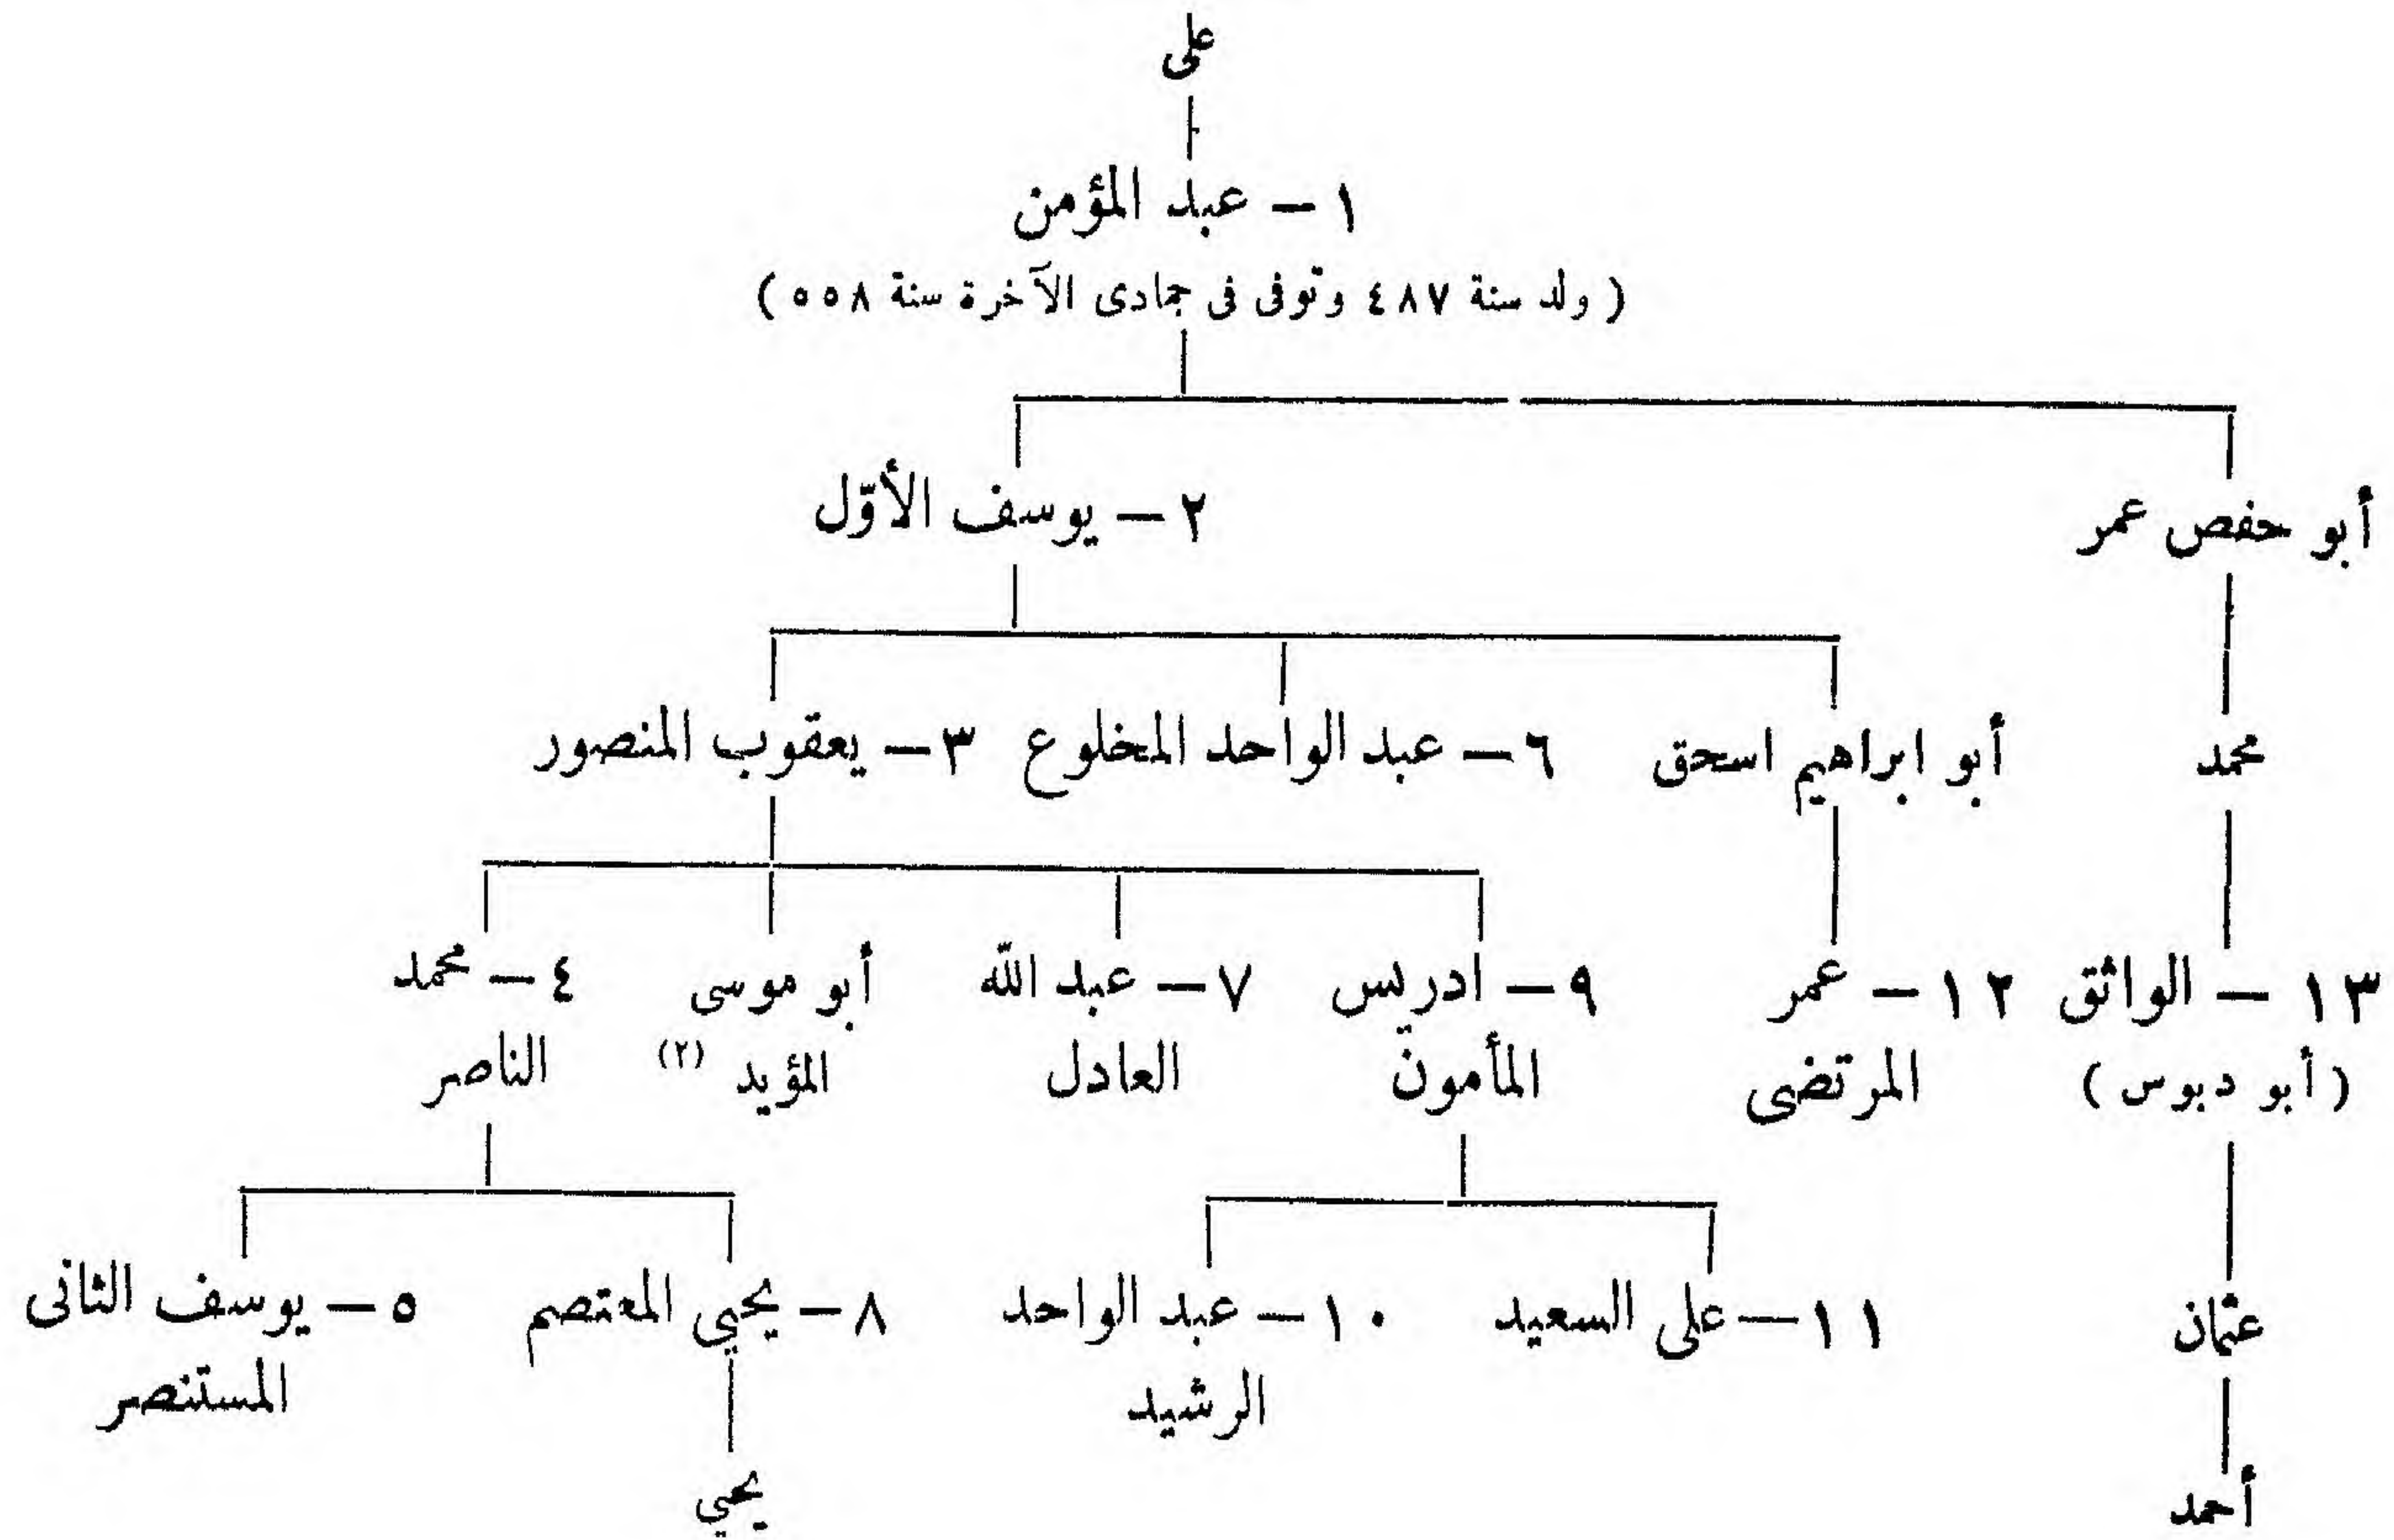 على
١ – عبد المؤمن
( ولد سنة ٤٨٧ وتوفى فى جمادى الآخرة سنة ٥٥٨ )
أبو حفص عمر
٢ – يوسف الأوّل
محمد
أبو ابراهيم اسحق
٦ – عبد الواحد المخلوع
٣ – يعقوب المنصور
١٣ – الواثق
( أبو دبوس )
١٢ – عمر
المرتضى
٩ – ادريس
المأمون
٧ – عبد الله
العادل
أبو موسى
المؤيد (٢)
٤ – محمد
الناصر
عثمان
١١ – على السعيد
١٠ – عبد الواحد
الرشيد
٨ – يحيي المعتصم
٥ – يوسف الثانى
المستنصر
أحمد
يحيي